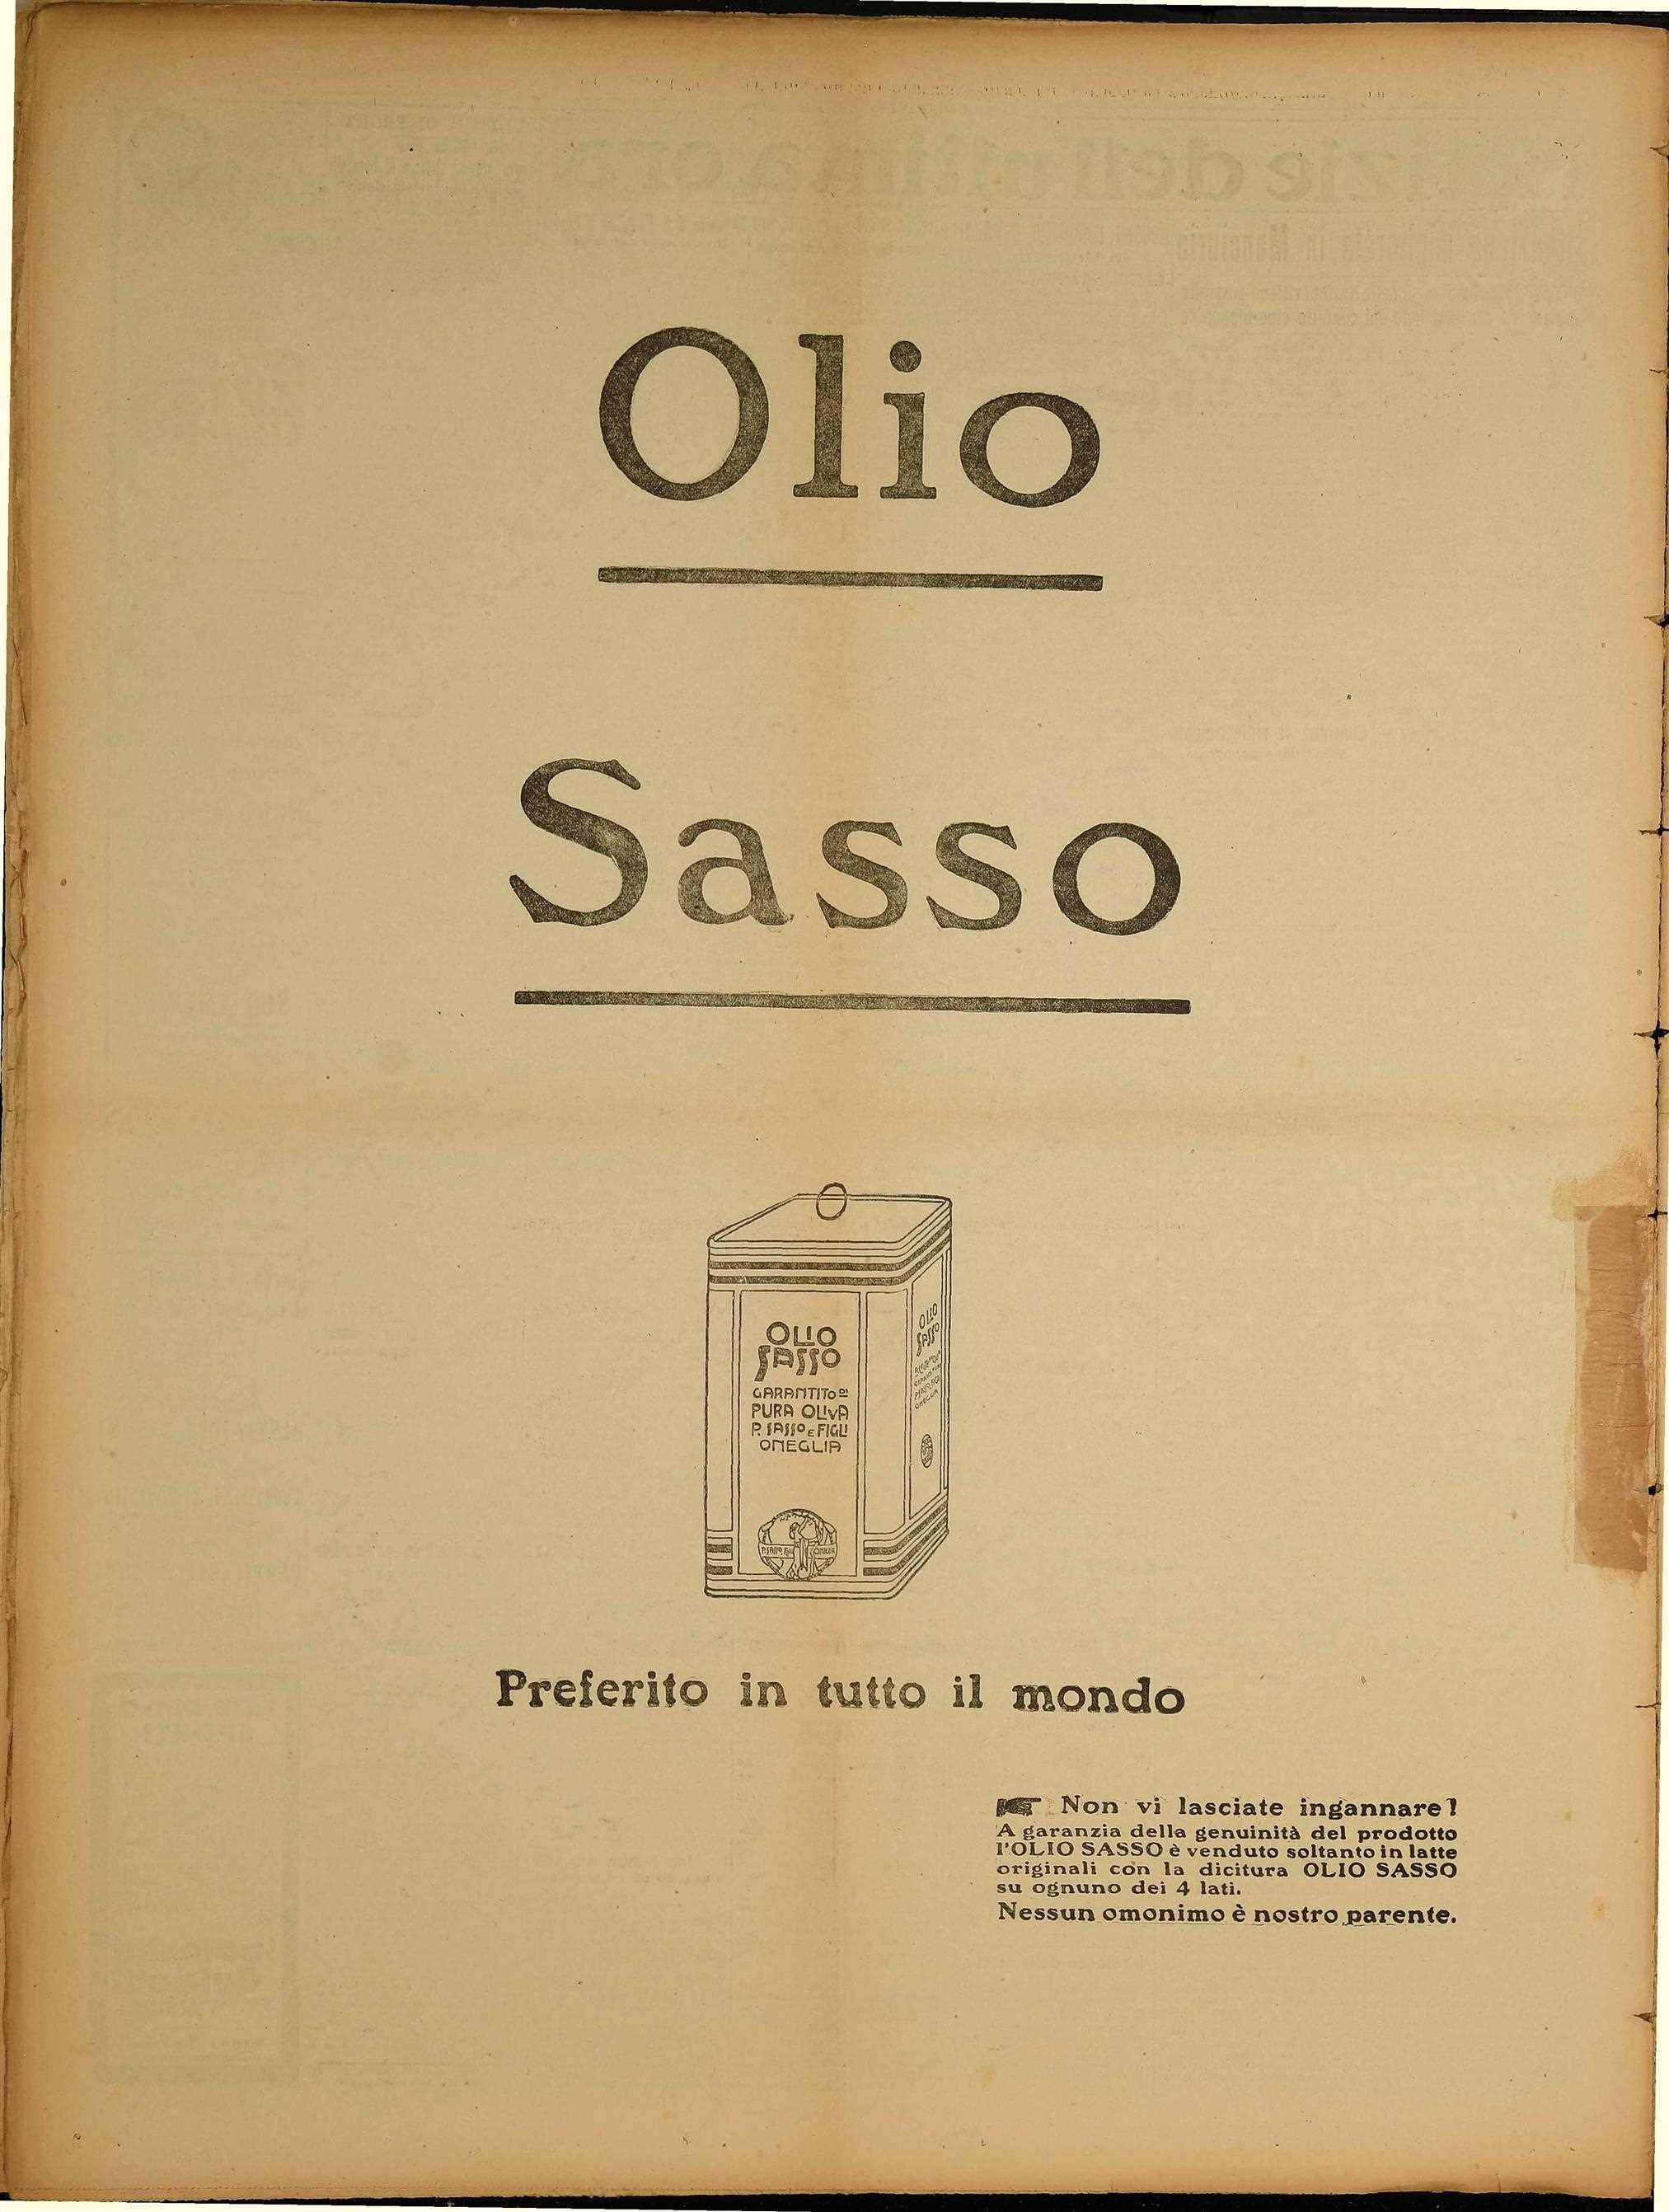 Olio
Sasso
OLIO
SASSO
GARANTITO DI
PURA OLIVA
P. SASSO E FIGLI
ONEGLIA
OLIO
SASSO
ONEGLIA
Preferito in tutto il mondo
☛ Non vi lasciate ingannare!
A garanzia della genuinità del prodotto
l'OLIO SASSO è venduto soltanto in latte
originali con la dicitura OLIO SASSO
su ognuno dei 4 lati.
Nessun omonimo è nostro parente.